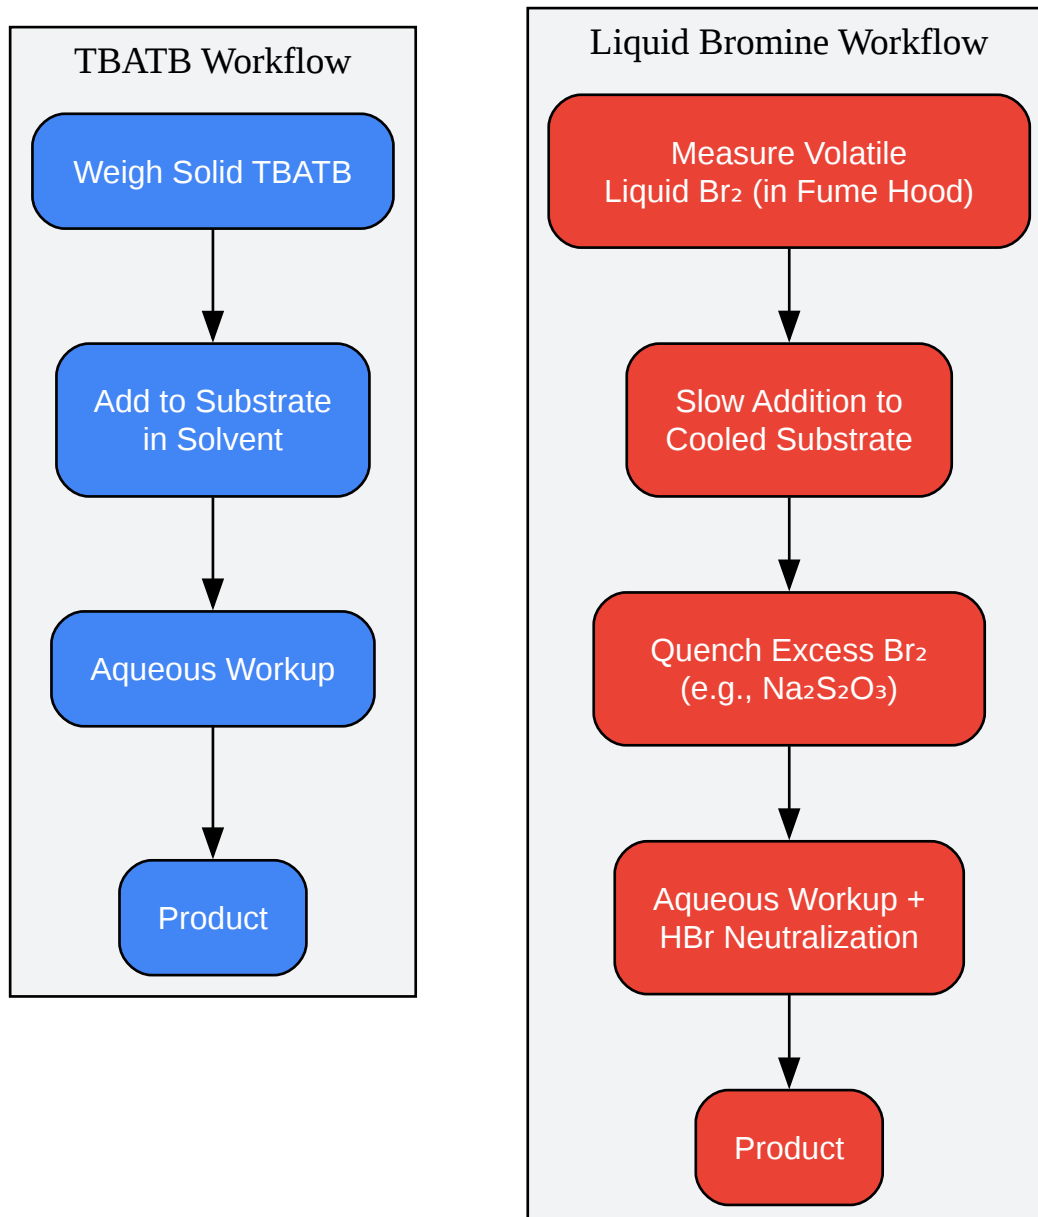 TBATB Workflow
Weigh Solid TBATB
Add to Substrate
in Solvent
Aqueous Workup
Product
Liquid Bromine Workflow
Measure Volatile
Liquid Br₂ (in Fume Hood)
Slow Addition to
Cooled Substrate
Quench Excess Br₂
(e.g., Na₂S₂O₃)
Aqueous Workup +
HBr Neutralization
Product